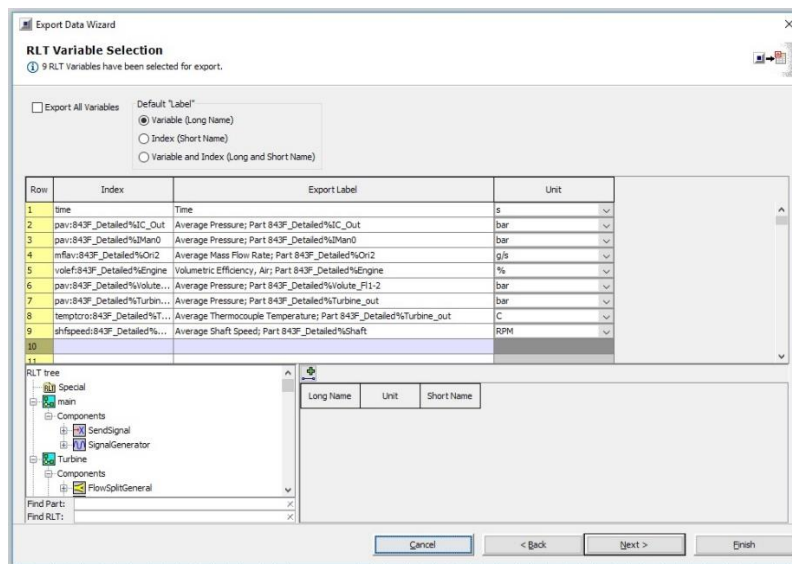 Export Data Wizard
RLT Variable Selection
9 RLT Variables have been selected for export.
Export All Variables
Default "Label"
Variable (Long Name)
Index (Short Name)
Variable and Index (Long and Short Name)
Row Index Export Label Unit
1 time Time s
2 pav:843F_Detailed%IC_Out Average Pressure; Part 843F_Detailed%IC_Out bar
3 pav:843F_Detailed%IMan0 Average Pressure; Part 843F_Detailed%IMan0 bar
4 mflav:843F_Detailed%Ori2 Average Mass Flow Rate; Part 843F_Detailed%Ori2 g/s
5 volef:843F_Detailed%Engine Volumetric Efficiency, Air; Part 843F_Detailed%Engine %
6 pav:843F_Detailed%Volute... Average Pressure; Part 843F_Detailed%Volute_Fl1-2 bar
7 pav:843F_Detailed%Turbin... Average Pressure; Part 843F_Detailed%Turbine_out bar
8 temptcro:843F_Detailed%T... Average Thermocouple Temperature; Part 843F_Detailed%Turbine_out C
9 shfspeed:843F_Detailed%... Average Shaft Speed; Part 843F_Detailed%Shaft RPM
10
11
RLT tree
RLT Special
main
Components
SendSignal
SignalGenerator
Turbine
Components
FlowSplitGeneral
Long Name Unit Short Name
Find Part:
Find RLT:
Cancel < Back Next > Finish